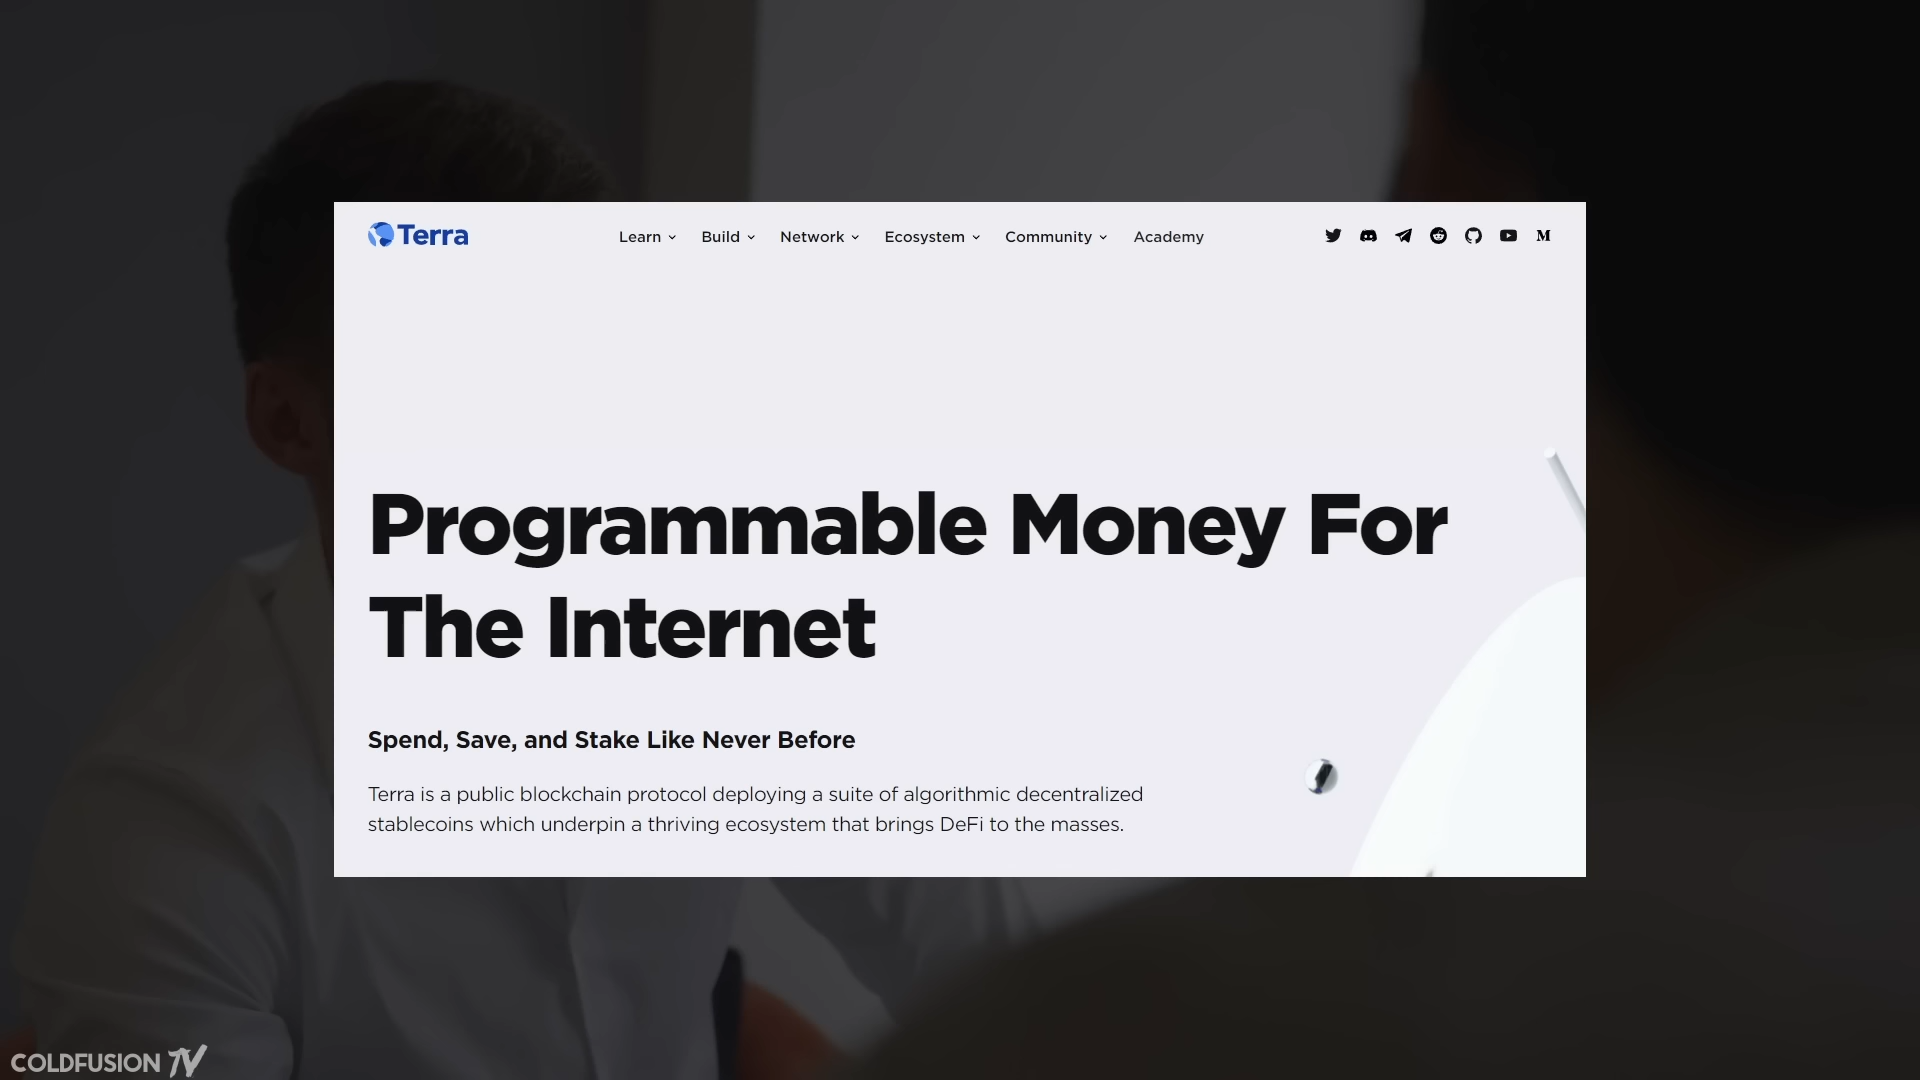 Terra
Learn Build Network Ecosystem Community Academy
Programmable Money For
The Internet
Spend, Save, and Stake Like Never Before
Terra is a public blockchain protocol deploying a suite of algorithmic decentralized
stablecoins which underpin a thriving ecosystem that brings DeFi to the masses.
COLDFUSION TV